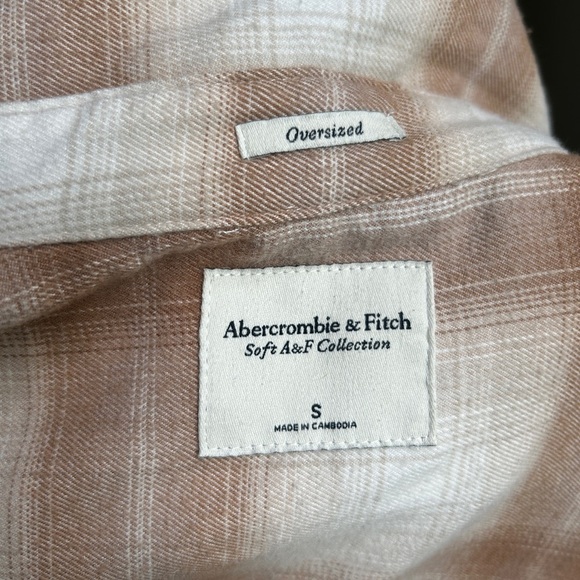 Oversized
Abercrombie & Fitch
Soft A&F Collection
S
MADE IN CAMBODIA